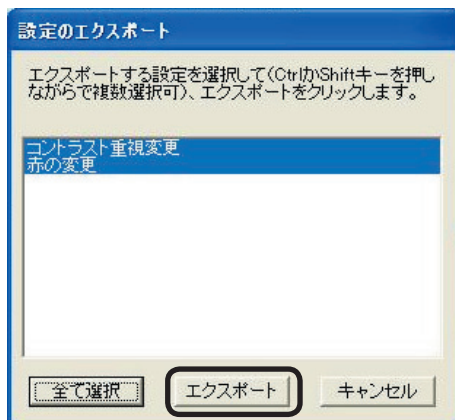 設定のエクスポート
エクスポートする設定を選択して(CtrlかShiftキーを押し
ながらで複数選択可)、エクスポートをクリックします。
コントラスト重視変更
赤の変更
全て選択
エクスポート
キャンセル